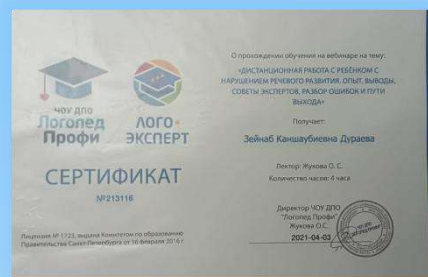 ЧОУ ДПО
Логопед
Профи
ЛОГО-
ЭКСПЕРТ
СЕРТИФИКАТ
№213116
Лицензия № 1723, выдана Комитетом по образованию
Правительства Санкт-Петербурга от 16 февраля 2016 г.
О прохождении обучения на вебинаре на тему:
«ДИСТАНЦИОННАЯ РАБОТА С РЕБЁНКОМ С
НАРУШЕНИЕМ РЕЧЕВОГО РАЗВИТИЯ. ОПЫТ, ВЫВОДЫ,
СОВЕТЫ ЭКСПЕРТОВ, РАЗБОР ОШИБОК И ПУТИ
ВЫХОДА»
Получает:
Зейнаб Каншаубиевна Дураева
Лектор: Жукова О. С.
Количество часов: 4 часа
Директор ЧОУ ДПО
"Логопед Профи"
Жукова О.С.
2021-04-03